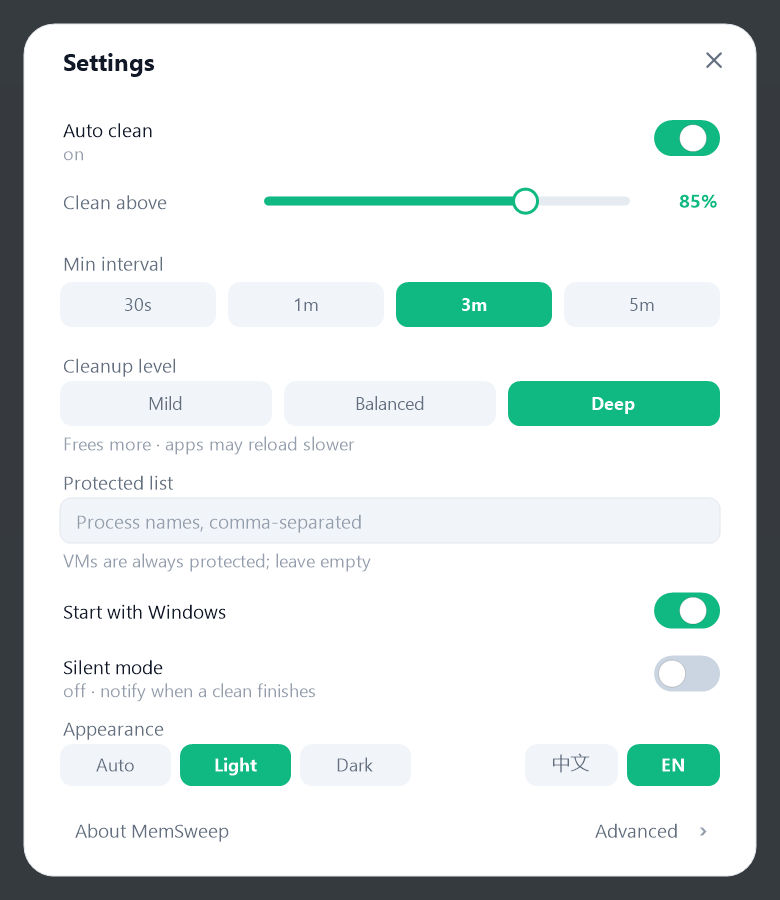 Settings
Auto clean
on
Clean above 85%
Min interval
30s 1m 3m 5m
Cleanup level
Mild Balanced Deep
Frees more · apps may reload slower
Protected list
Process names, comma-separated
VMs are always protected; leave empty
Start with Windows
Silent mode
off · notify when a clean finishes
Appearance
Auto Light Dark 中文 EN
About MemSweep Advanced ›